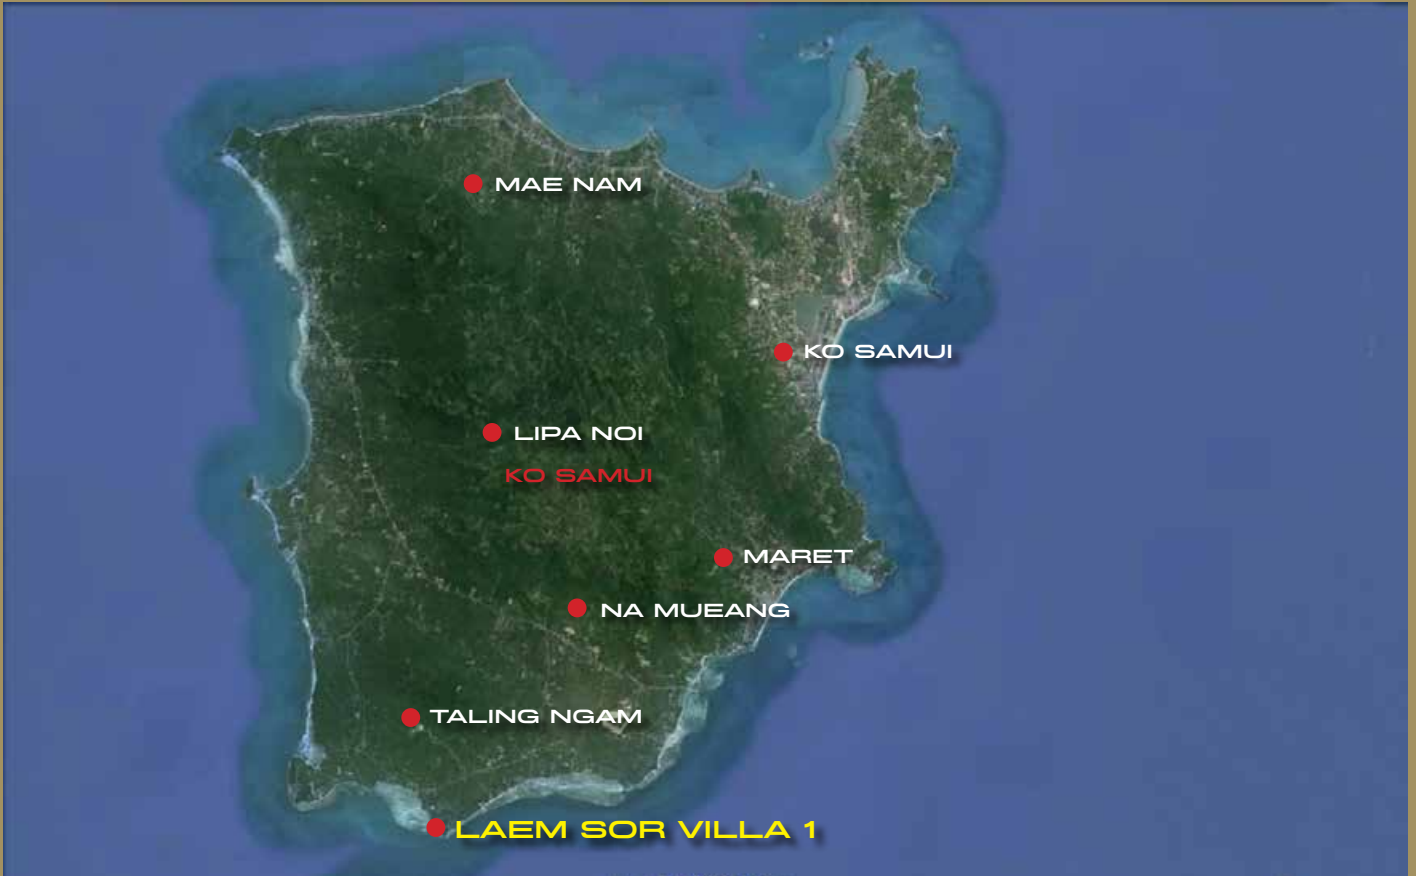 MAE NAM
KO SAMUI
LIPA NOI
KO SAMUI
MARET
NA MUEANG
TALING NGAM
LAEM SOR VILLA 1